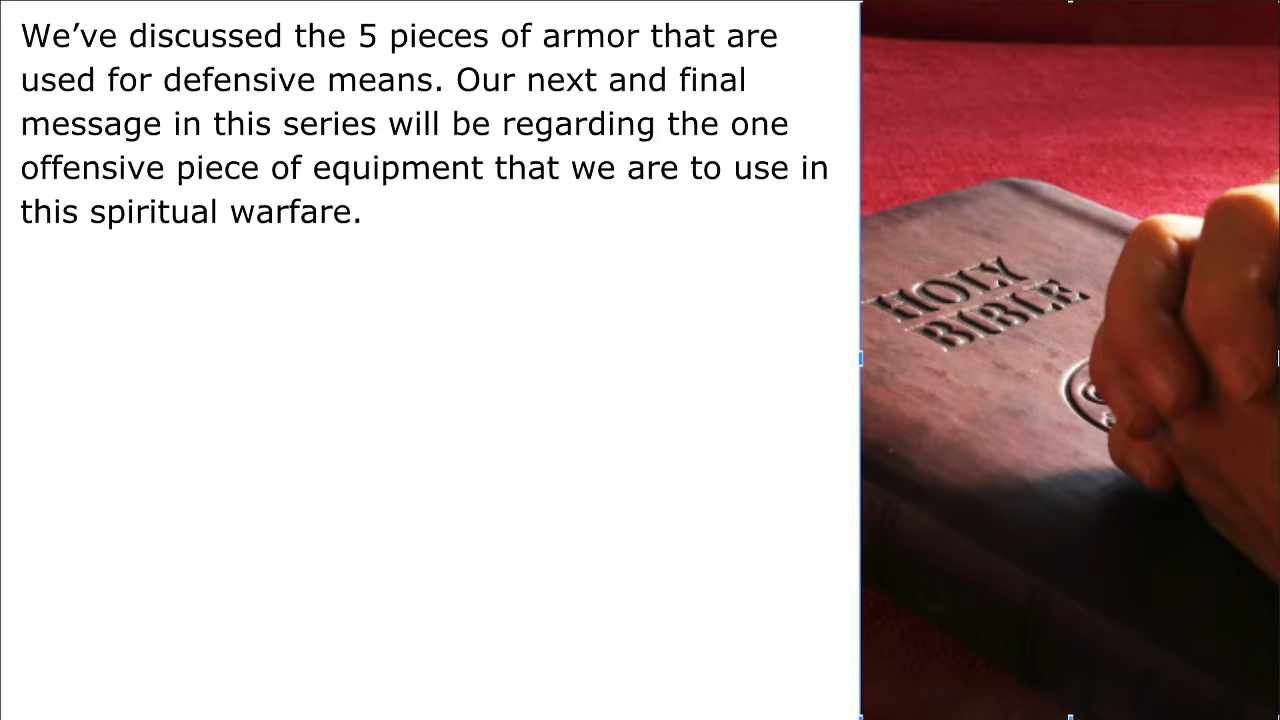 We’ve discussed the 5 pieces of armor that are
used for defensive means. Our next and final
message in this series will be regarding the one
offensive piece of equipment that we are to use in
this spiritual warfare.
HOLY
BIBLE